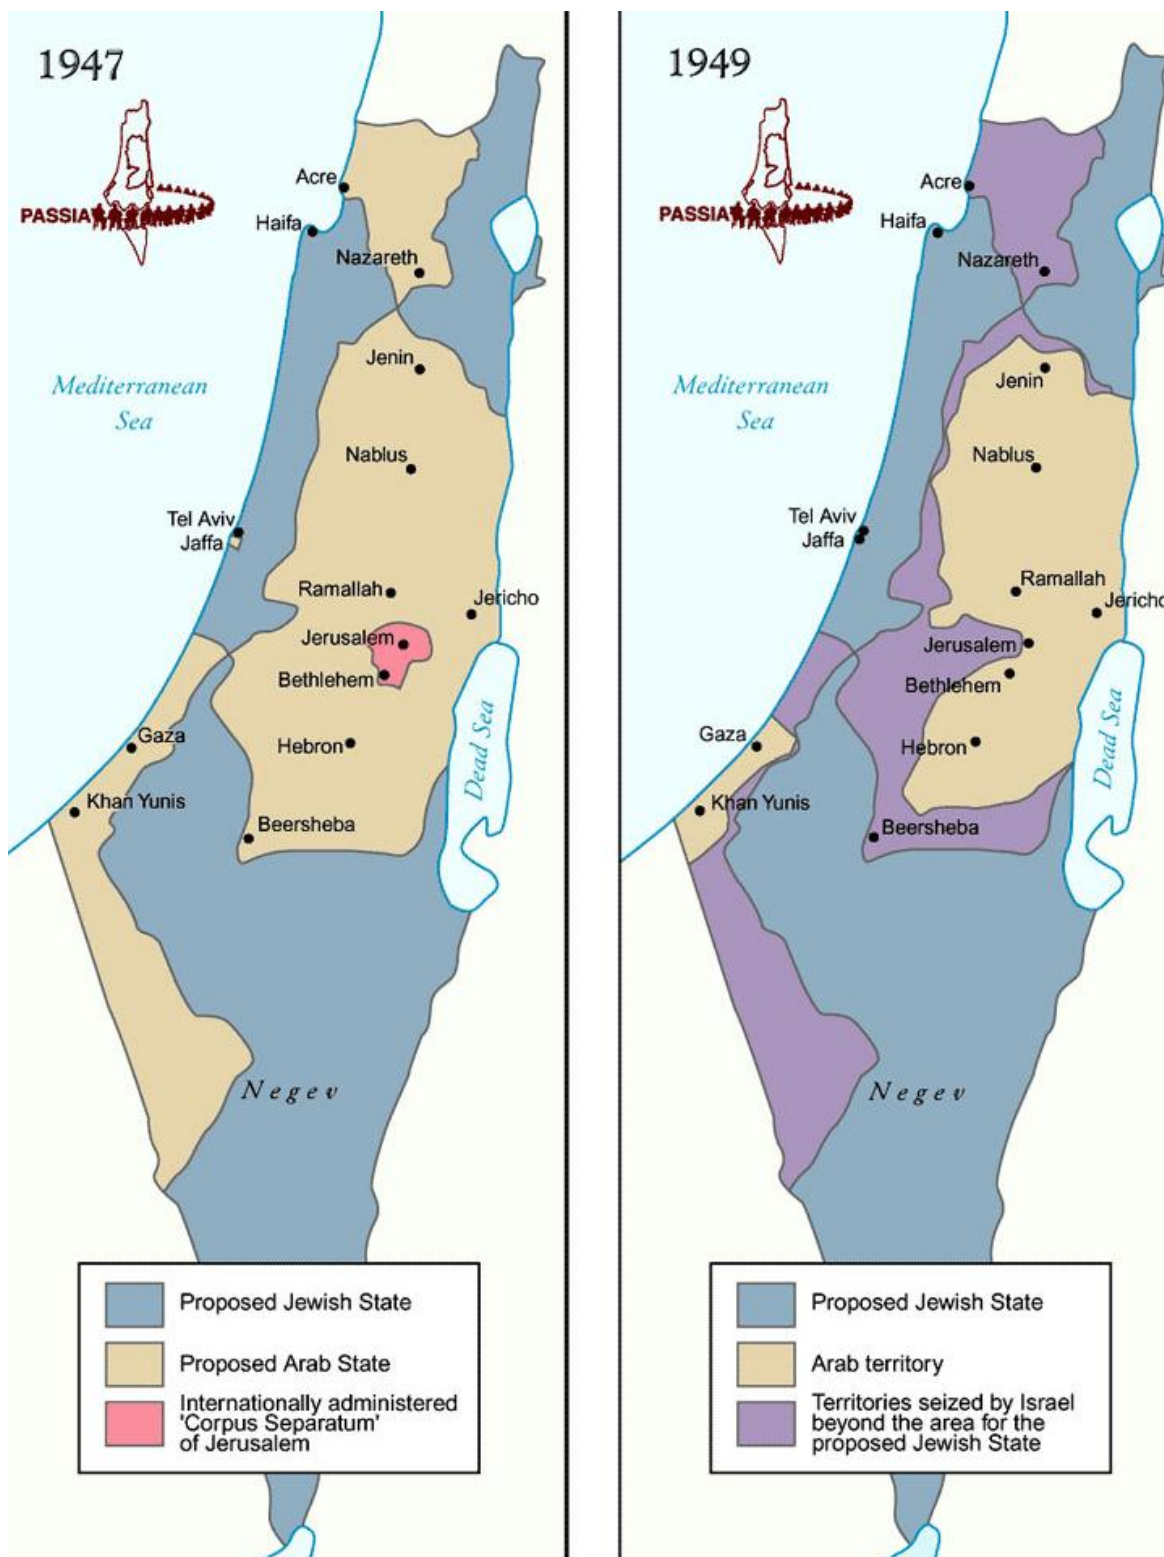 1947
PASSIA
Acre
Haifa
Nazareth
Jenin
Mediterranean
Sea
Nablus
Tel Aviv
Jaffa
Ramallah
Jericho
Jerusalem
Bethlehem
Gaza
Hebron
Dead Sea
Khan Yunis
Beersheba
Negev
Proposed Jewish State
Proposed Arab State
Internationally administered
'Corpus Separatum'
of Jerusalem
1949
PASSIA
Acre
Haifa
Nazareth
Jenin
Mediterranean
Sea
Nablus
Tel Aviv
Jaffa
Ramallah
Jericho
Jerusalem
Bethlehem
Gaza
Hebron
Dead Sea
Khan Yunis
Beersheba
Negev
Proposed Jewish State
Arab territory
Territories seized by Israel
beyond the area for the
proposed Jewish State